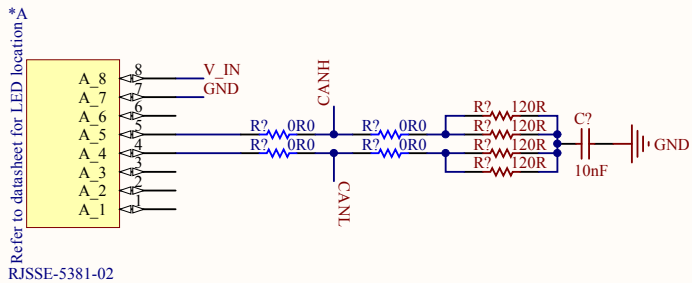 *A
Refer to datasheet for LED location
A_8 8 V_IN
A_7 7 GND
A_6 6
A_5 5 R? 0R0 R? 0R0
A_4 4 R? 0R0 R? 0R0
A_3 3
A_2 2
A_1 1
CANH
CANL
R? 120R
R? 120R
R? 120R
R? 120R
C?
10nF
GND
RJSSE-5381-02